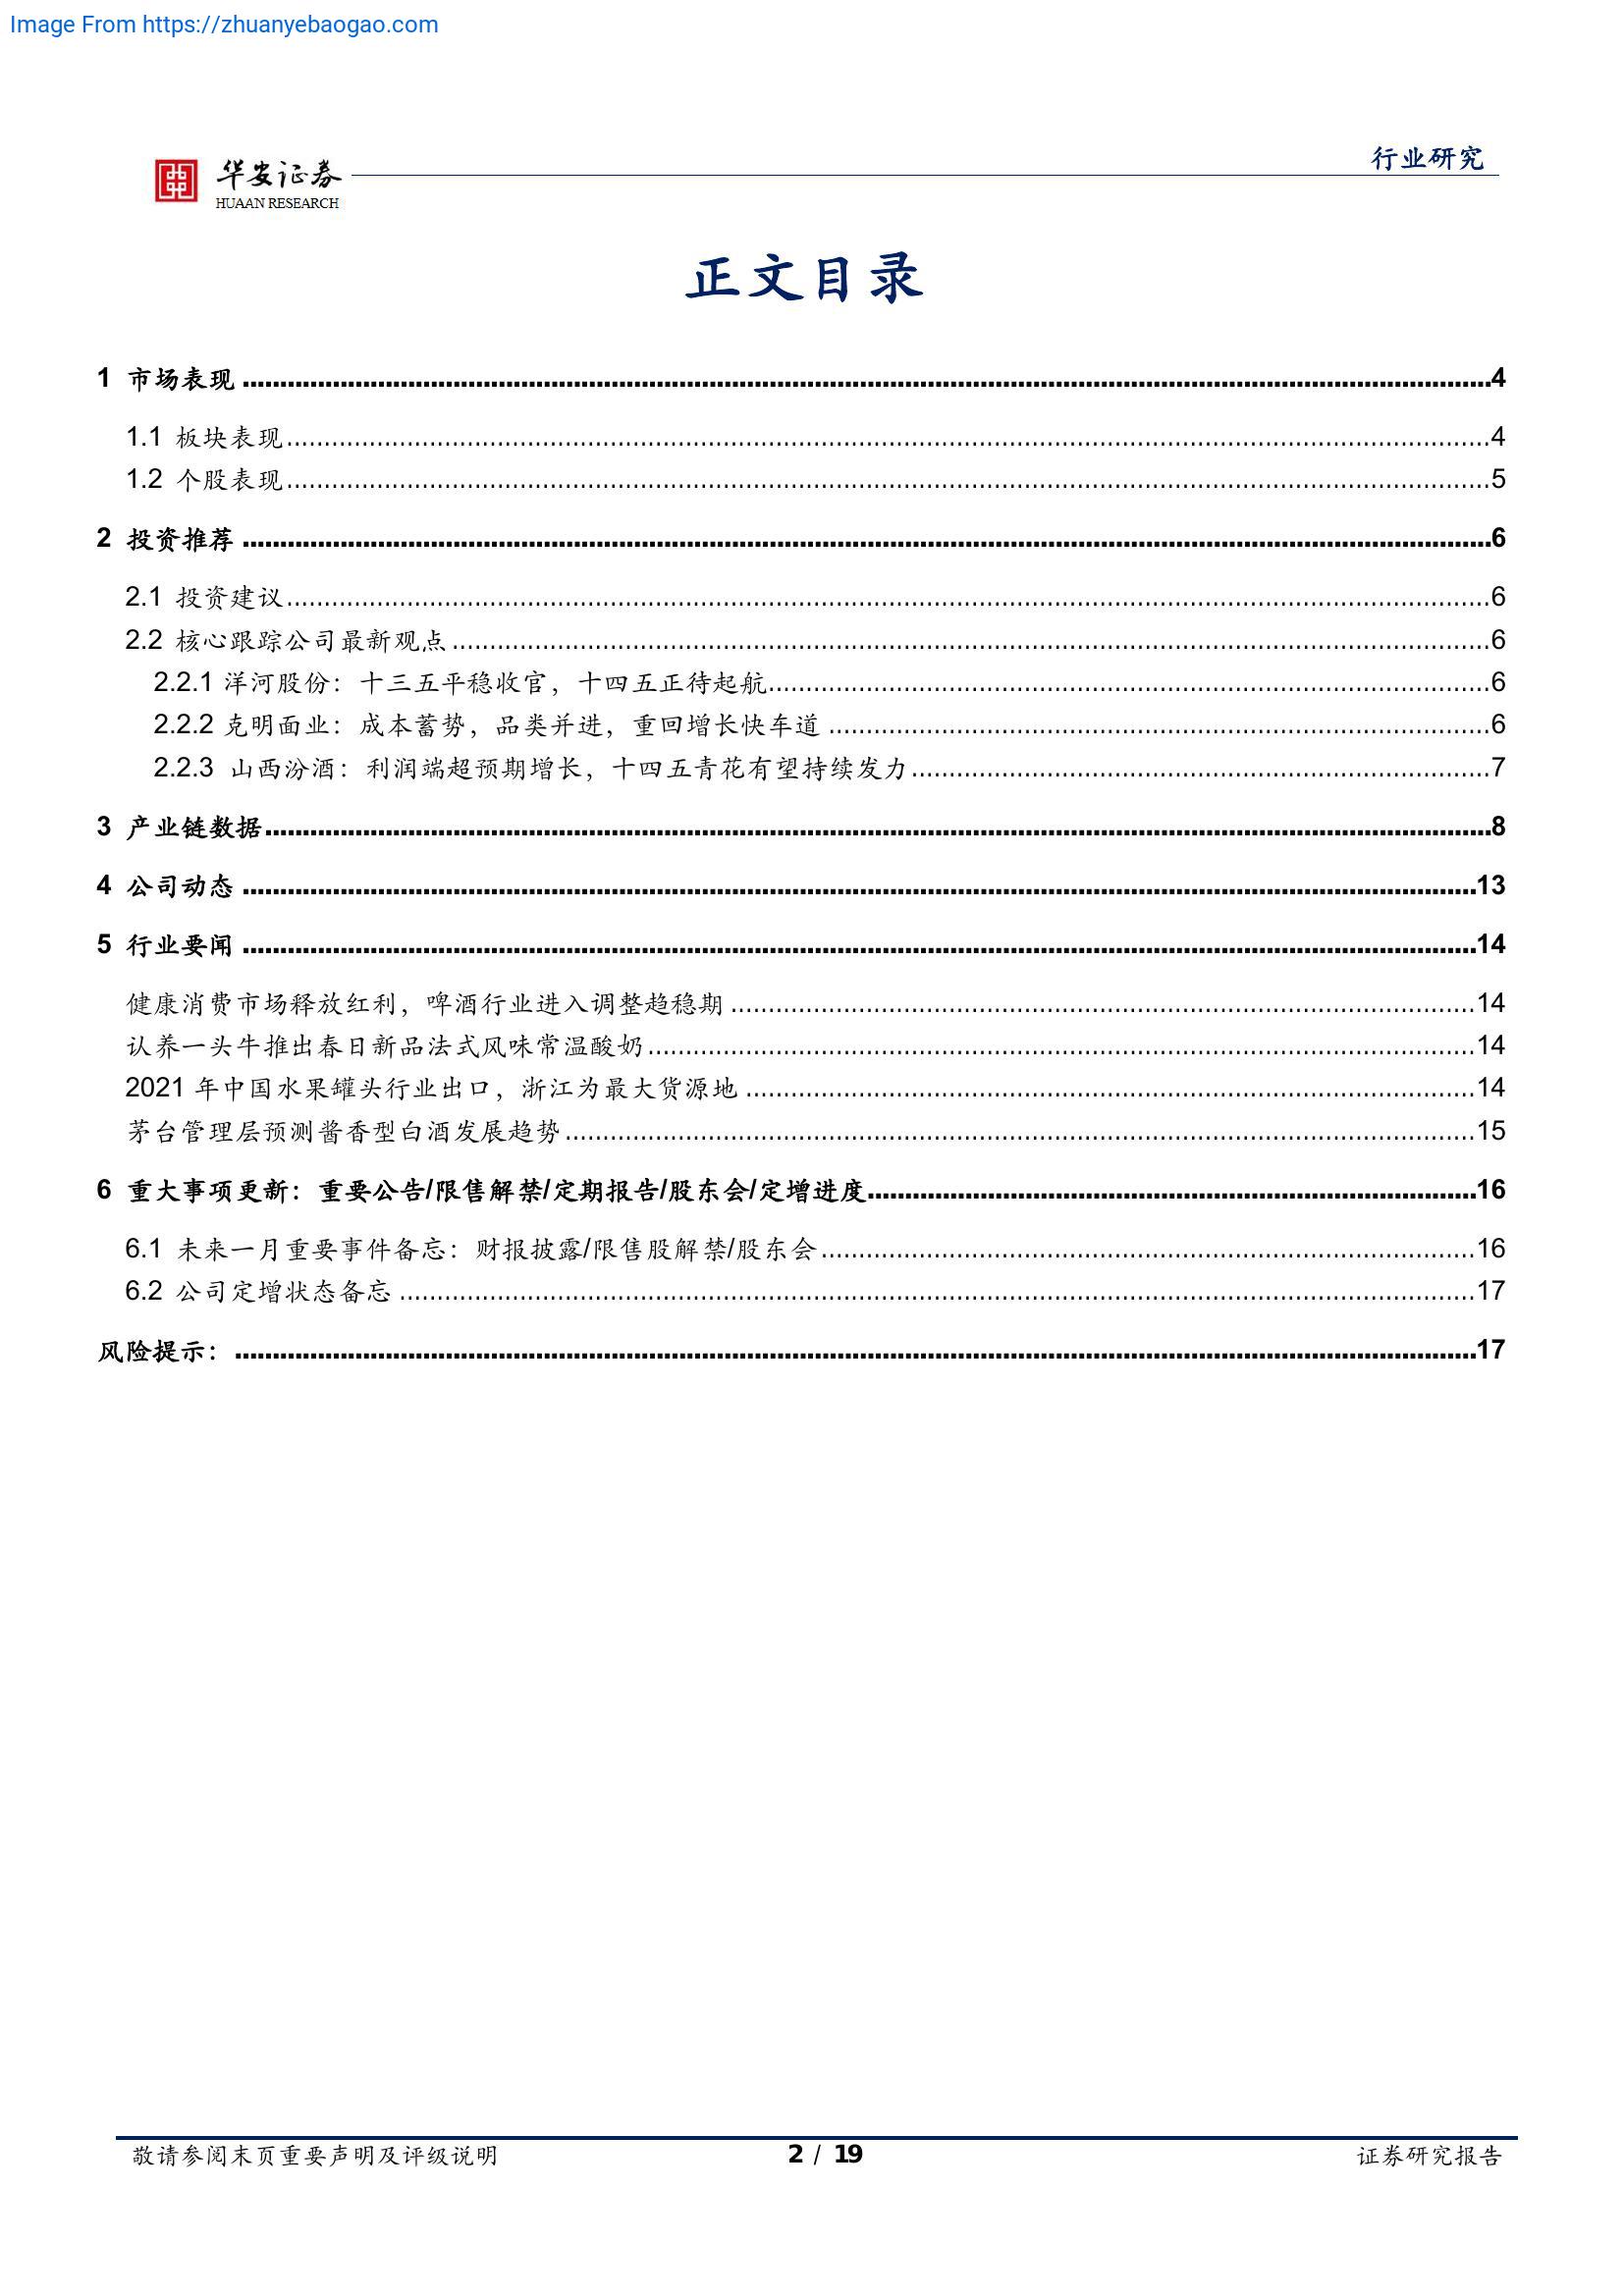 Image From https://zhuanyebaogao.com
华安证券
HUAAN RESEARCH
行业研究
正文目录
1 市场表现 4
1.1 板块表现 4
1.2 个股表现 5
2 投资推荐 6
2.1 投资建议 6
2.2 核心跟踪公司最新观点 6
2.2.1 洋河股份：十三五平稳收官，十四五正待起航 6
2.2.2 克明面业：成本蓄势，品类并进，重回增长快车道 6
2.2.3 山西汾酒：利润端超预期增长，十四五青花有望持续发力 7
3 产业链数据 8
4 公司动态 13
5 行业要闻 14
健康消费市场释放红利，啤酒行业进入调整趋稳期 14
认养一头牛推出春日新品法式风味常温酸奶 14
2021 年中国水果罐头行业出口，浙江为最大货源地 14
茅台管理层预测酱香型白酒发展趋势 15
6 重大事项更新：重要公告/限售解禁/定期报告/股东会/定增进度 16
6.1 未来一月重要事件备忘：财报披露/限售股解禁/股东会 16
6.2 公司定增状态备忘 17
风险提示： 17
敬请参阅末页重要声明及评级说明
2 / 19
证券研究报告